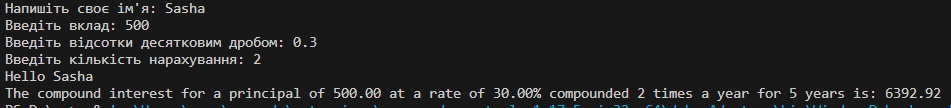 Напишіть своє ім'я: Sasha
Введіть вклад: 500
Введіть відсотки десятковим дробом: 0.3
Введіть кількість нарахування: 2
Hello Sasha
The compound interest for a principal of 500.00 at a rate of 30.00% compounded 2 times a year for 5 years is: 6392.92